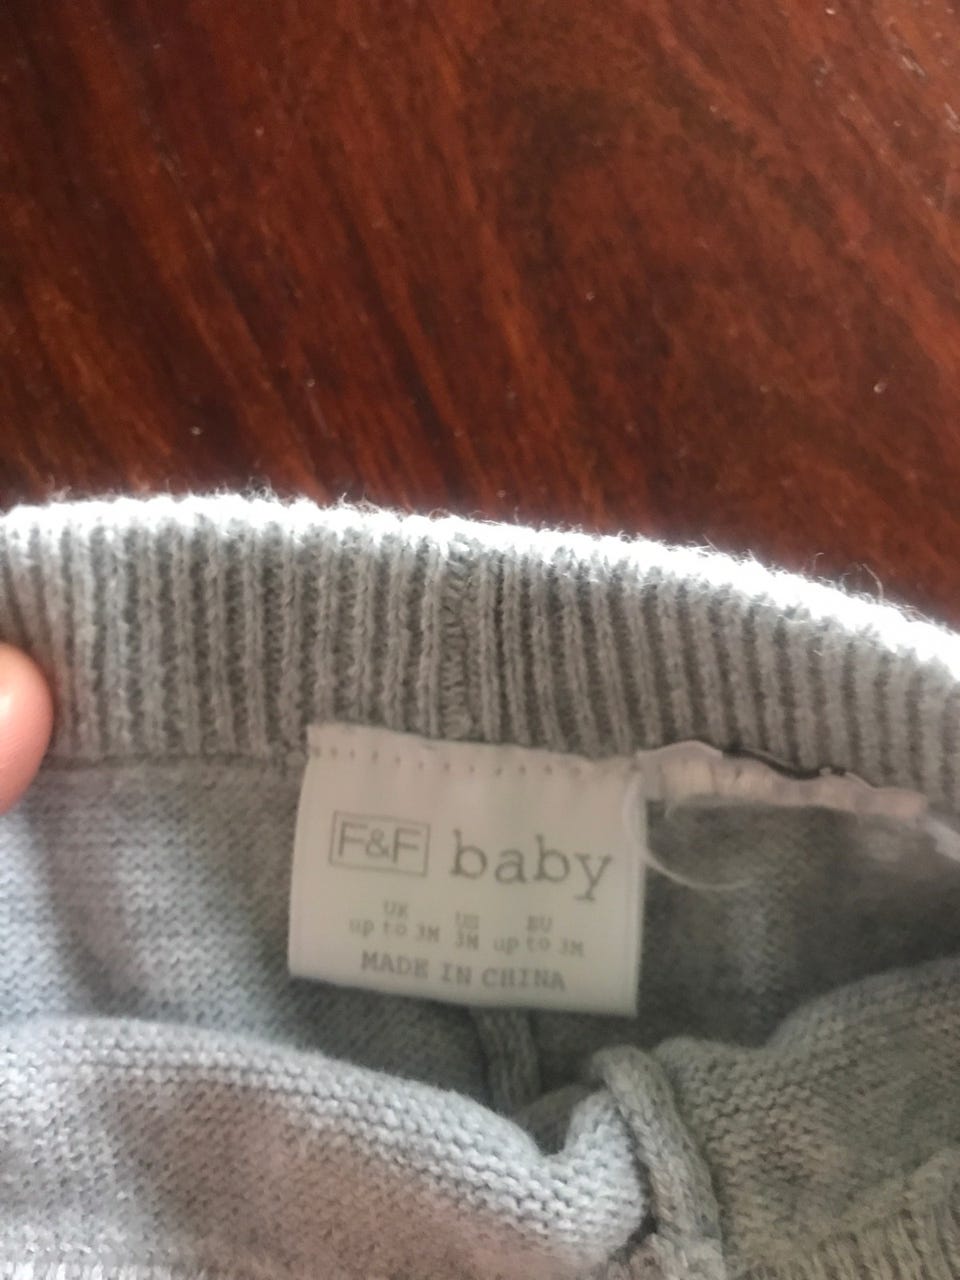 F&F baby
UK US EU
up to 3M 3M up to 3M
MADE IN CHINA